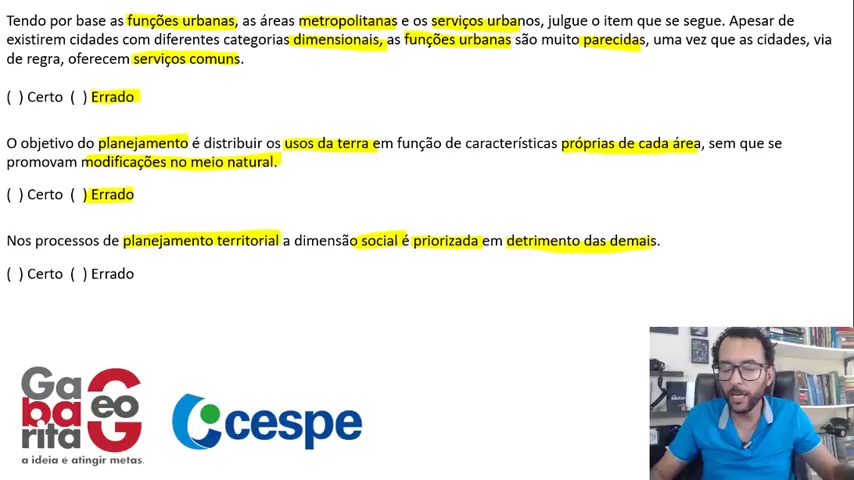 Tendo por base as funções urbanas, as áreas metropolitanas e os serviços urbanos, julgue o item que se segue. Apesar de
existirem cidades com diferentes categorias dimensionais, as funções urbanas são muito parecidas, uma vez que as cidades, via
de regra, oferecem serviços comuns.
( ) Certo ( ) Errado
O objetivo do planejamento é distribuir os usos da terra em função de características próprias de cada área, sem que se
promovam modificações no meio natural.
( ) Certo ( ) Errado
Nos processos de planejamento territorial a dimensão social é priorizada em detrimento das demais.
( ) Certo ( ) Errado
Ga
ba
rita
Geo
a ideia e atingir metas.
cespe